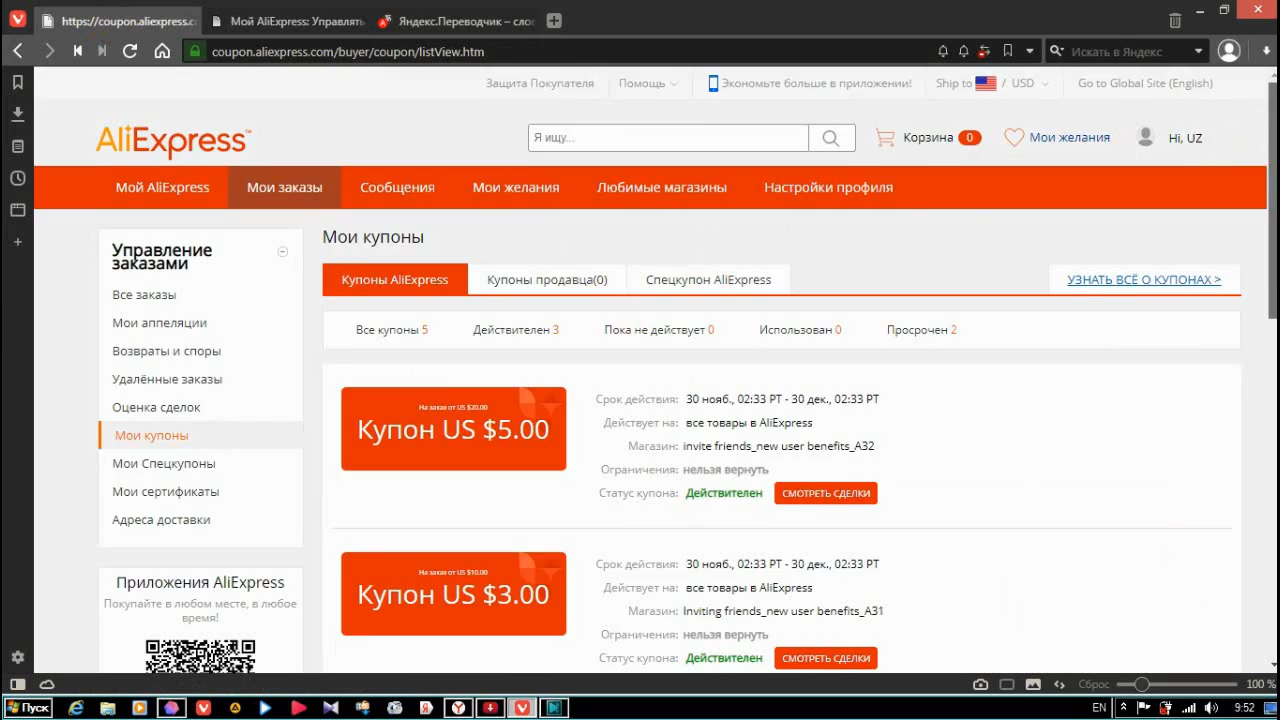 https://coupon.aliexpress.c
Мой AliExpress: Управлять
Яндекс.Переводчик – сло
coupon.aliexpress.com/buyer/coupon/listView.htm
Искать в Яндекс
Защита Покупателя
Помощь
Экономьте больше в приложении!
Ship to / USD
Go to Global Site (English)
AliExpress™
Я ищу...
Корзина 0
Мои желания
Hi, UZ
Мой AliExpress
Мои заказы
Сообщения
Мои желания
Любимые магазины
Настройки профиля
Управление
заказами
Все заказы
Мои аппеляции
Возвраты и споры
Удалённые заказы
Оценка сделок
Мои купоны
Мои Спецкупоны
Мои сертификаты
Адреса доставки
Приложения AliExpress
Покупайте в любом месте, в любое
время!
Мои купоны
Купоны AliExpress
Купоны продавца(0)
Спецкупон AliExpress
УЗНАТЬ ВСЁ О КУПОНАХ >
Все купоны 5
Действителен 3
Пока не действует 0
Использован 0
Просрочен 2
На заказ от US $20.00
Купон US $5.00
Срок действия: 30 нояб., 02:33 PT - 30 дек., 02:33 PT
Действует на: все товары в AliExpress
Магазин: invite friends_new user benefits_A32
Ограничения: нельзя вернуть
Статус купона: Действителен СМОТРЕТЬ СДЕЛКИ
На заказ от US $10.00
Купон US $3.00
Срок действия: 30 нояб., 02:33 PT - 30 дек., 02:33 PT
Действует на: все товары в AliExpress
Магазин: Inviting friends_new user benefits_A31
Ограничения: нельзя вернуть
Статус купона: Действителен СМОТРЕТЬ СДЕЛКИ
Сброс
100 %
Пуск
EN
9:52